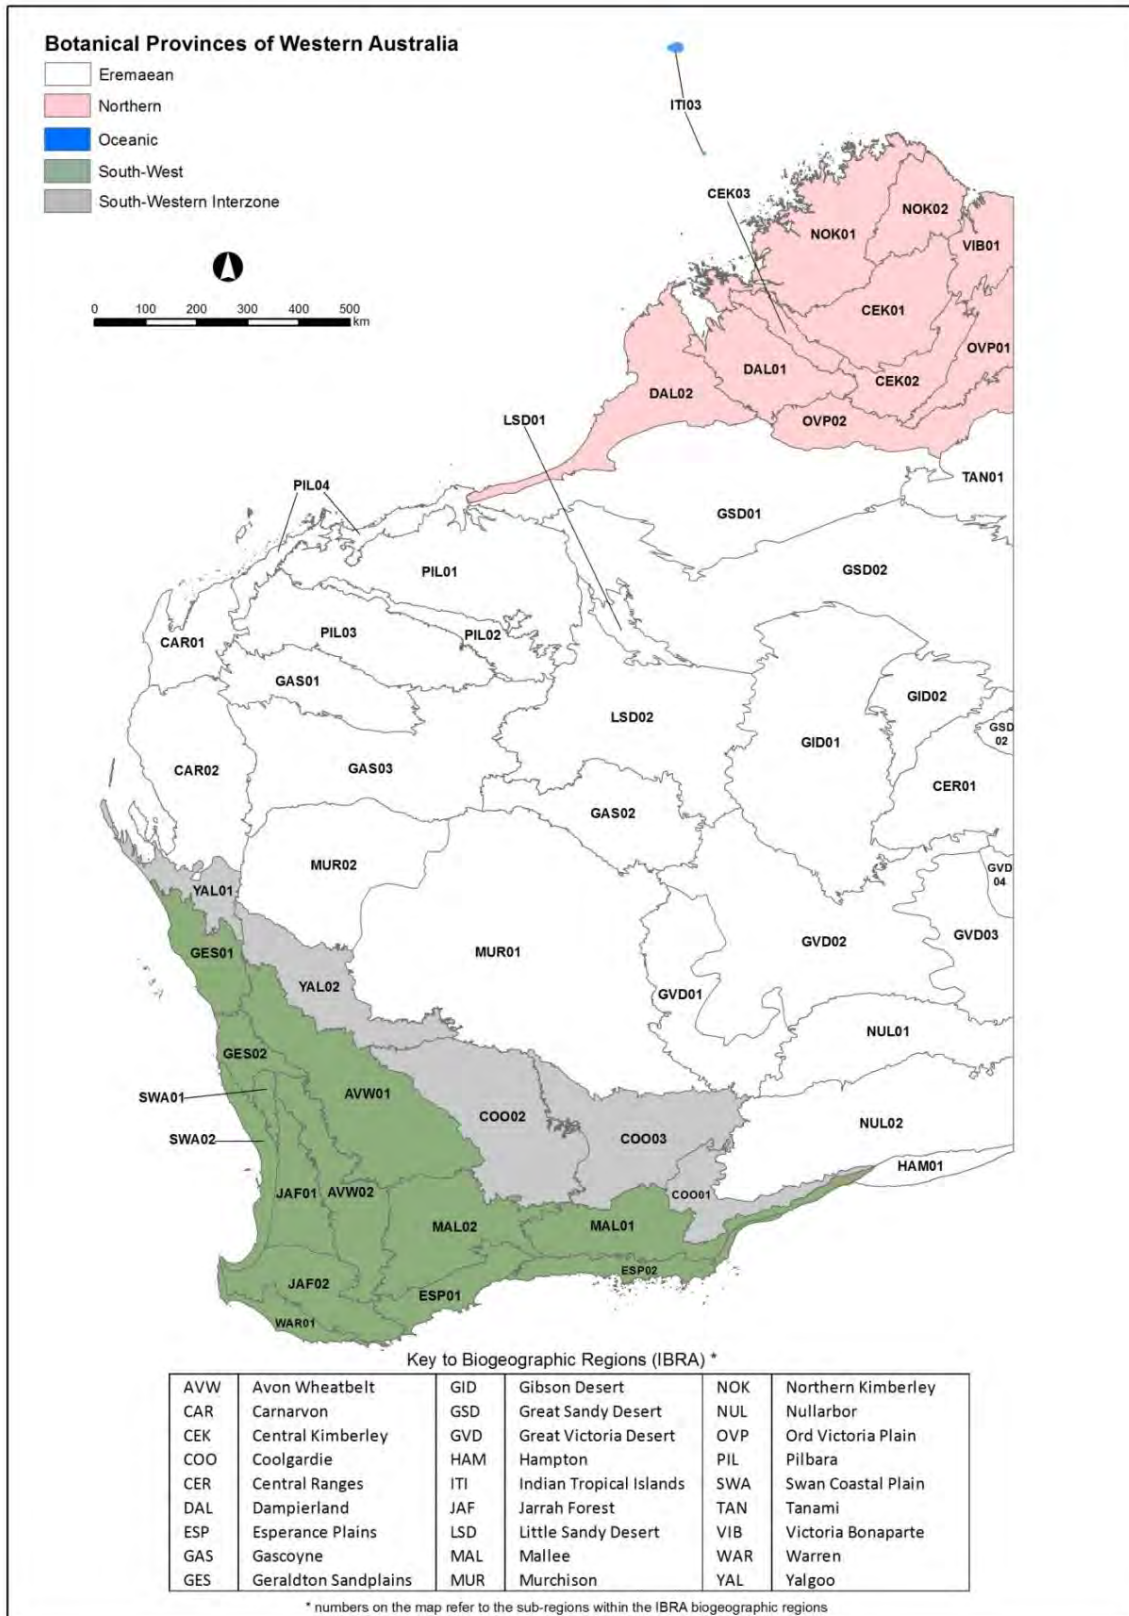 Botanical Provinces of Western Australia
Eremaean
Northern
Oceanic
South-West
South-Western Interzone
0 100 200 300 400 500
km
ITI03
CEK03
NOK02
NOK01
VIB01
CEK01
OVP01
DAL01
CEK02
DAL02
OVP02
LSD01
TAN01
PIL04
GSD01
PIL01
GSD02
PIL03
PIL02
CAR01
GAS01
GID02
LSD02
GSD
02
GID01
CAR02
GAS03
CER01
GAS02
MUR02
GVD
04
YAL01
GVD03
GVD02
GES01
MUR01
YAL02
GVD01
NUL01
GES02
SWA01
AVW01
COO02
NUL02
SWA02
COO03
HAM01
JAF01
AVW02
COO01
MAL02
MAL01
ESP02
JAF02
ESP01
WAR01
Key to Biogeographic Regions (IBRA) *
AVW Avon Wheatbelt GID Gibson Desert NOK Northern Kimberley
CAR Carnarvon GSD Great Sandy Desert NUL Nullarbor
CEK Central Kimberley GVD Great Victoria Desert OVP Ord Victoria Plain
COO Coolgardie HAM Hampton PIL Pilbara
CER Central Ranges ITI Indian Tropical Islands SWA Swan Coastal Plain
DAL Dampierland JAF Jarrah Forest TAN Tanami
ESP Esperance Plains LSD Little Sandy Desert VIB Victoria Bonaparte
GAS Gascoyne MAL Mallee WAR Warren
GES Geraldton Sandplains MUR Murchison YAL Yalgoo
* numbers on the map refer to the sub-regions within the IBRA biogeographic regions